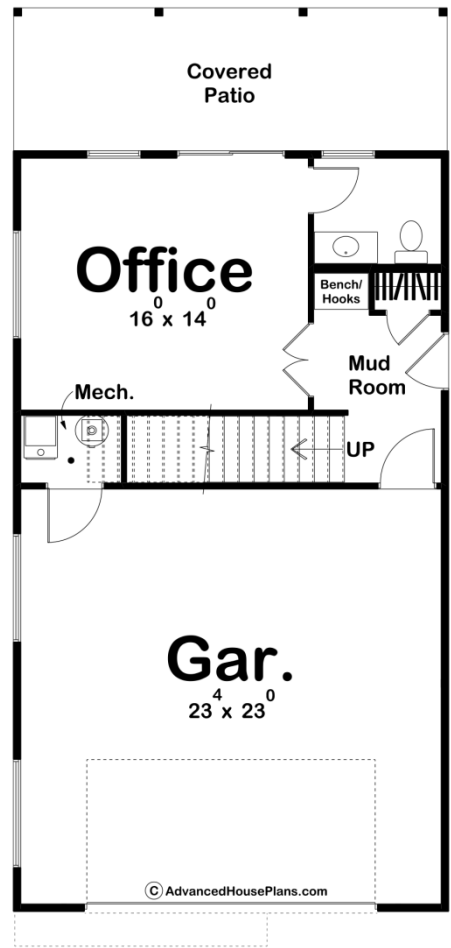 Covered
Patio
Office
16⁰ x 14⁰
Bench/
Hooks
Mud
Room
Mech.
UP
Gar.
23⁴ x 23⁰
© AdvancedHousePlans.com